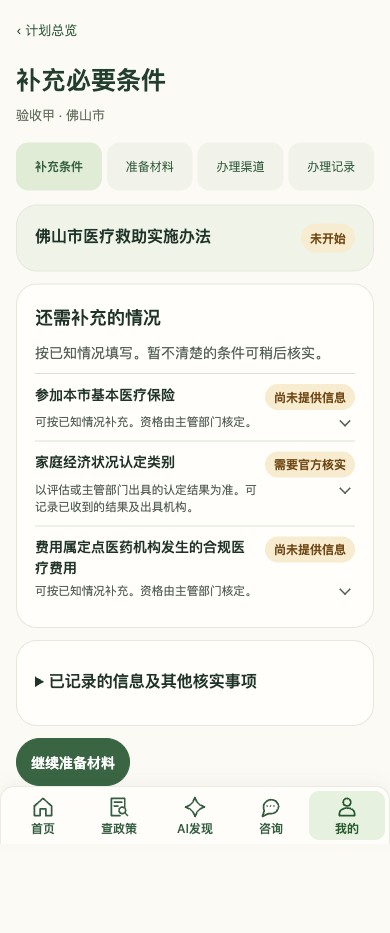 ‹ 计划总览
补充必要条件
验收甲 · 佛山市
补充条件
准备材料
办理渠道
办理记录
佛山市医疗救助实施办法
未开始
还需补充的情况
按已知情况填写。暂不清楚的条件可稍后核实。
参加本市基本医疗保险
尚未提供信息
可按已知情况补充。资格由主管部门核定。
家庭经济状况认定类别
需要官方核实
以评估或主管部门出具的认定结果为准。可
记录已收到的结果及出具机构。
费用属定点医药机构发生的合规医
疗费用
尚未提供信息
可按已知情况补充。资格由主管部门核定。
已记录的信息及其他核实事项
继续准备材料
首页
查政策
AI发现
咨询
我的